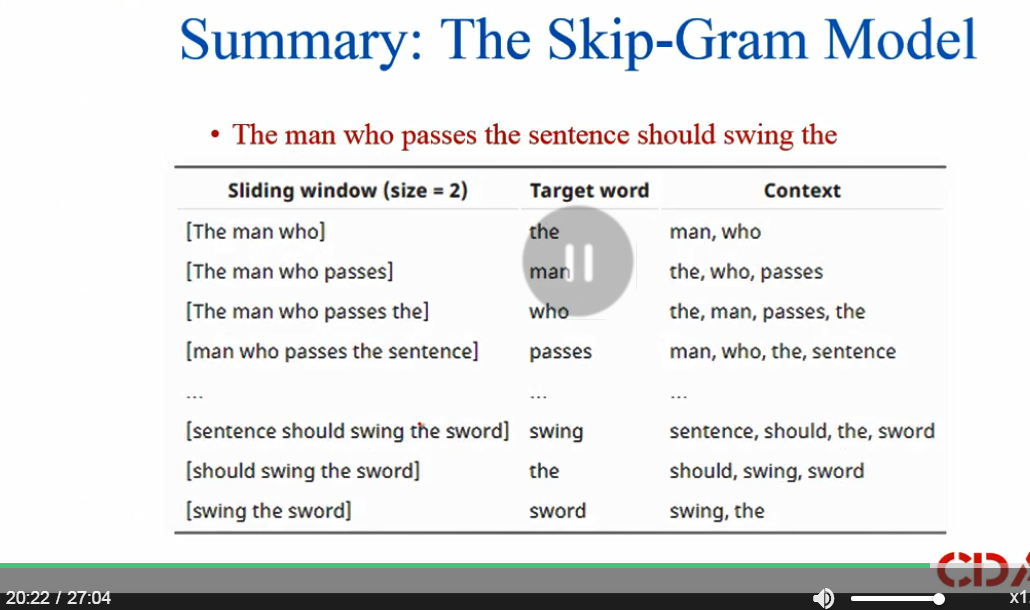 Summary: The Skip-Gram Model
• The man who passes the sentence should swing the
Sliding window (size = 2) Target word Context
[The man who] the man, who
[The man who passes] man the, who, passes
[The man who passes the] who the, man, passes, the
[man who passes the sentence] passes man, who, the, sentence
... ... ...
[sentence should swing the sword] swing sentence, should, the, sword
[should swing the sword] the should, swing, sword
[swing the sword] sword swing, the
CDA
20:22 / 27:04 x1